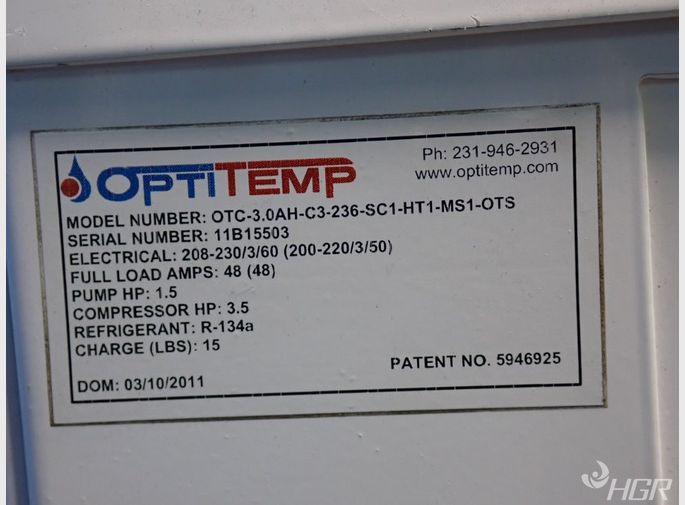 Ph: 231-946-2931
OPTITEMP
www.optitemp.com
MODEL NUMBER: OTC-3.0AH-C3-236-SC1-HT1-MS1-OTS
SERIAL NUMBER: 11B15503
ELECTRICAL: 208-230/3/60 (200-220/3/50)
FULL LOAD AMPS: 48 (48)
PUMP HP: 1.5
COMPRESSOR HP: 3.5
REFRIGERANT: R-134a
CHARGE (LBS): 15
PATENT NO. 5946925
DOM: 03/10/2011
HGR